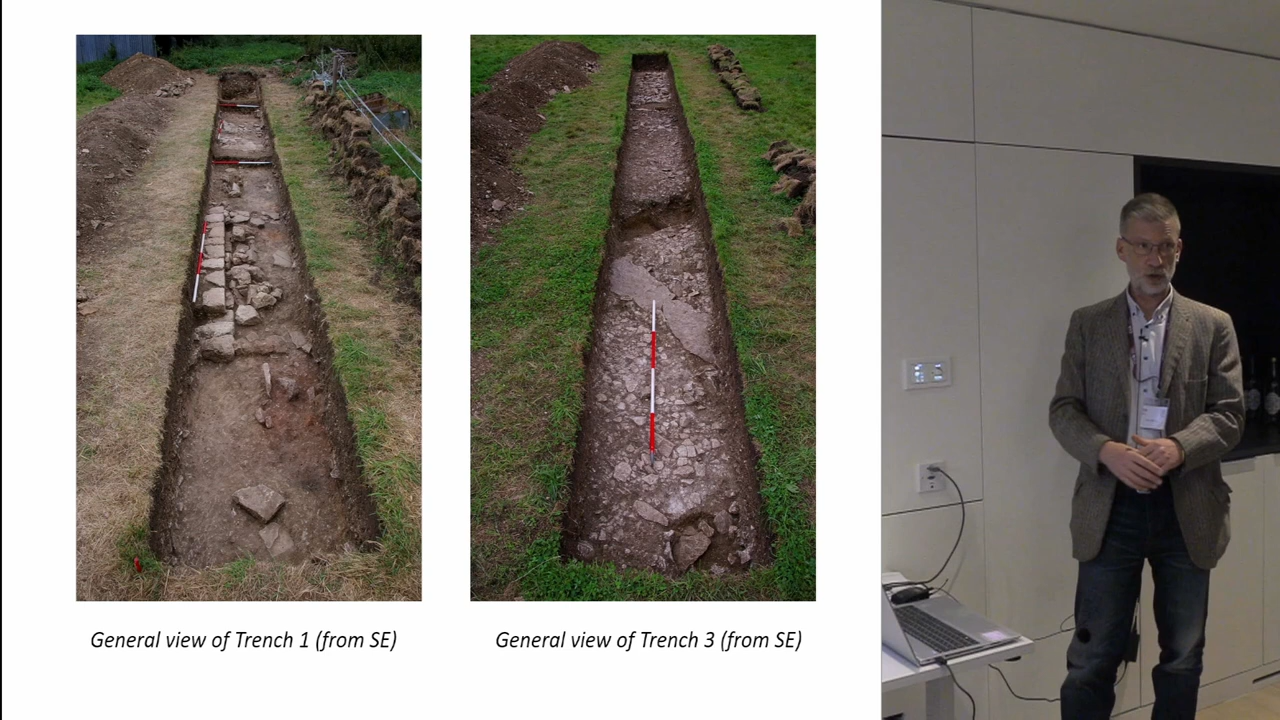 General view of Trench 1 (from SE)
General view of Trench 3 (from SE)